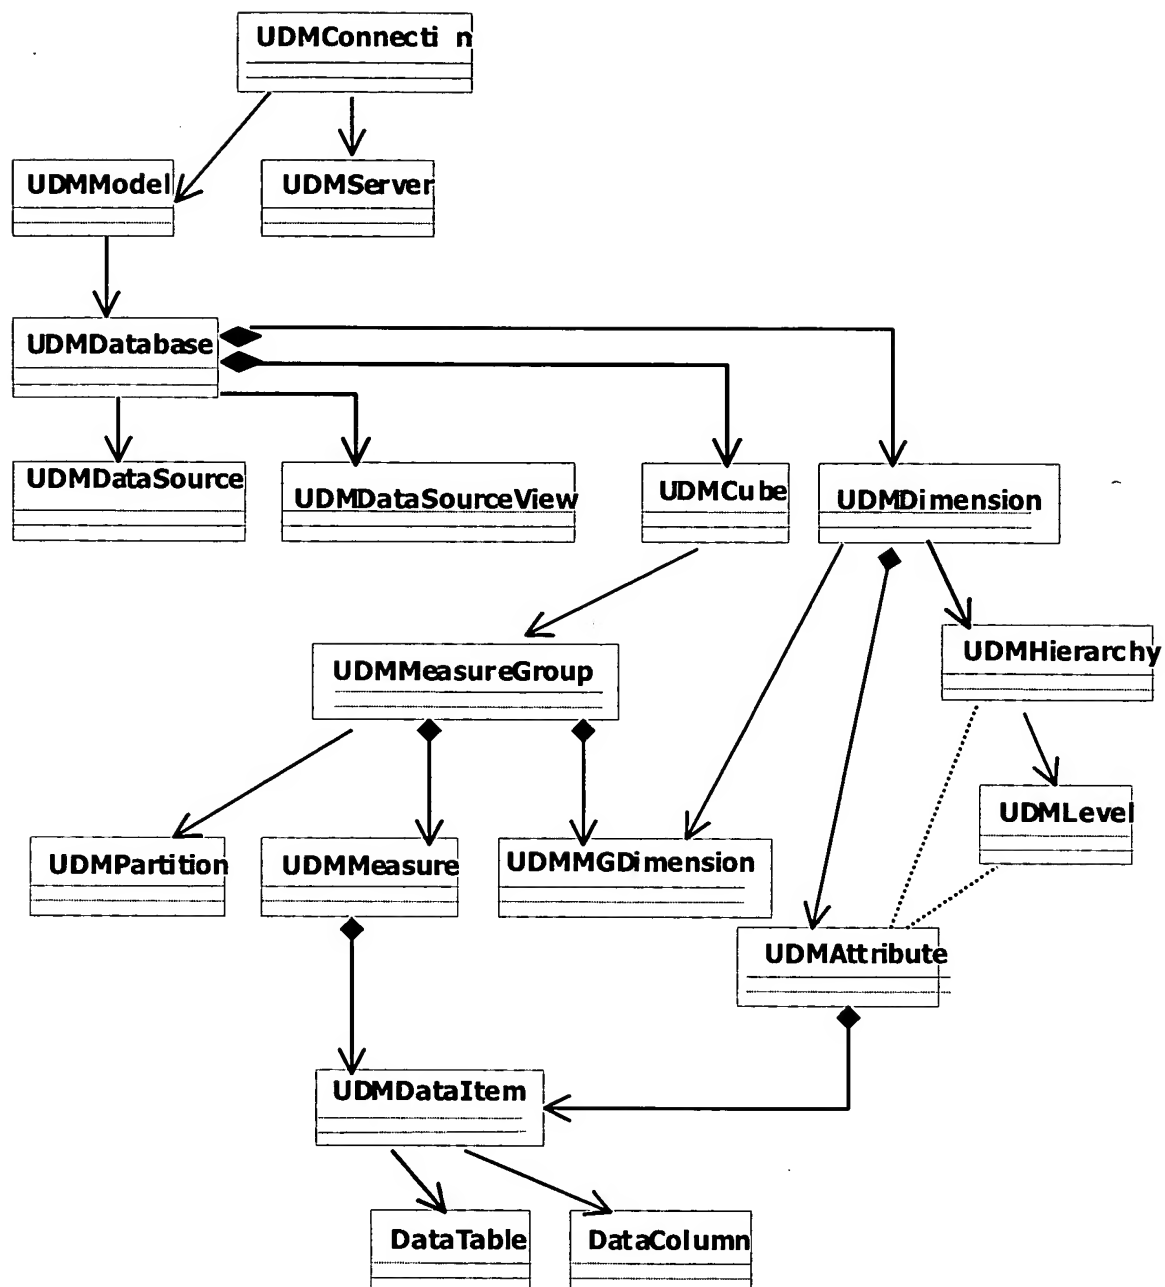 UDMConnecti n
UDMModel
UDMServer
UDMDatabase
UDMDataSource
UDMDataSourceView
UDMCube
UDMDimension
UDMMeasureGroup
UDMHierarchy
UDMLevel
UDMPartition
UDMMeasure
UDMMGDimension
UDMAttribute
UDMDataItem
DataTable
DataColumn